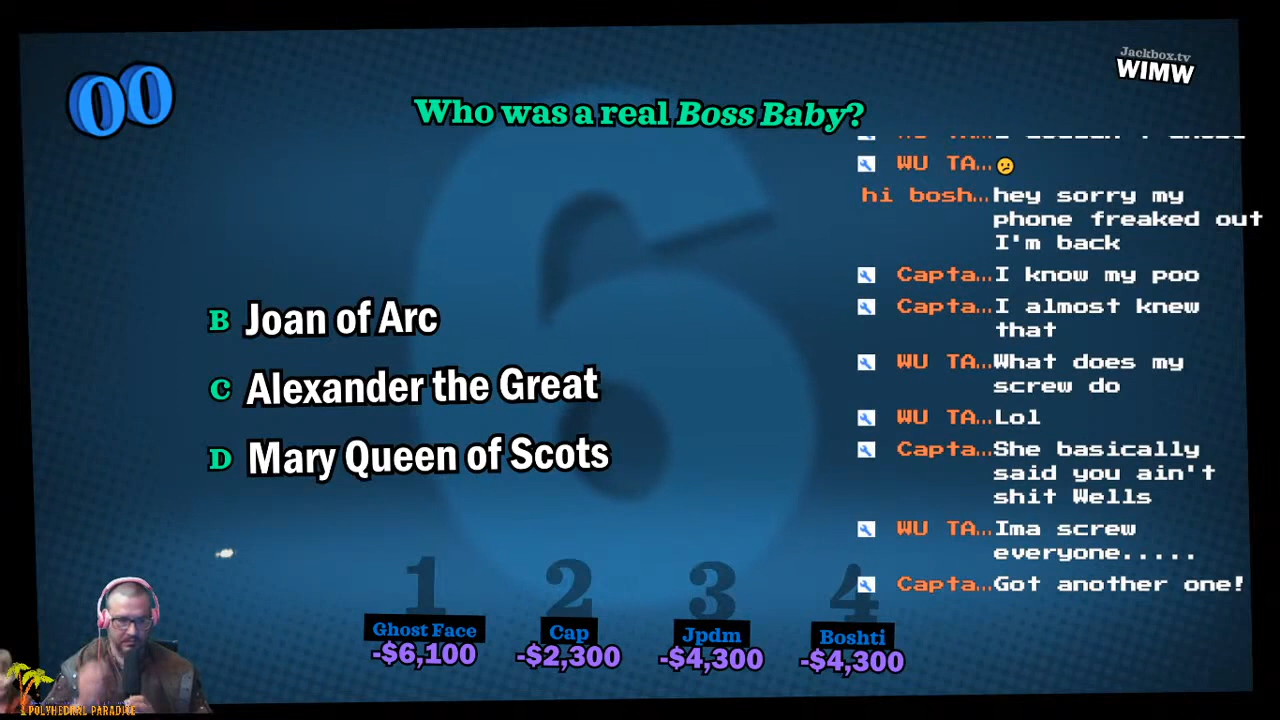 00
Jackbox.tv
WIMW
Who was a real Boss Baby?
B Joan of Arc
C Alexander the Great
D Mary Queen of Scots
WU TA…😕
hi bosh…hey sorry my
phone freaked out
I'm back
Capta…I know my poo
Capta…I almost knew
that
WU TA…What does my
screw do
WU TA…Lol
Capta…She basically
said you ain't
shit Wells
WU TA…Ima screw
everyone.....
Capta…Got another one!
6
1 2 3 4
Ghost Face Cap Jpdm Boshti
-$6,100 -$2,300 -$4,300 -$4,300
POLYHEDRAL PARADISE